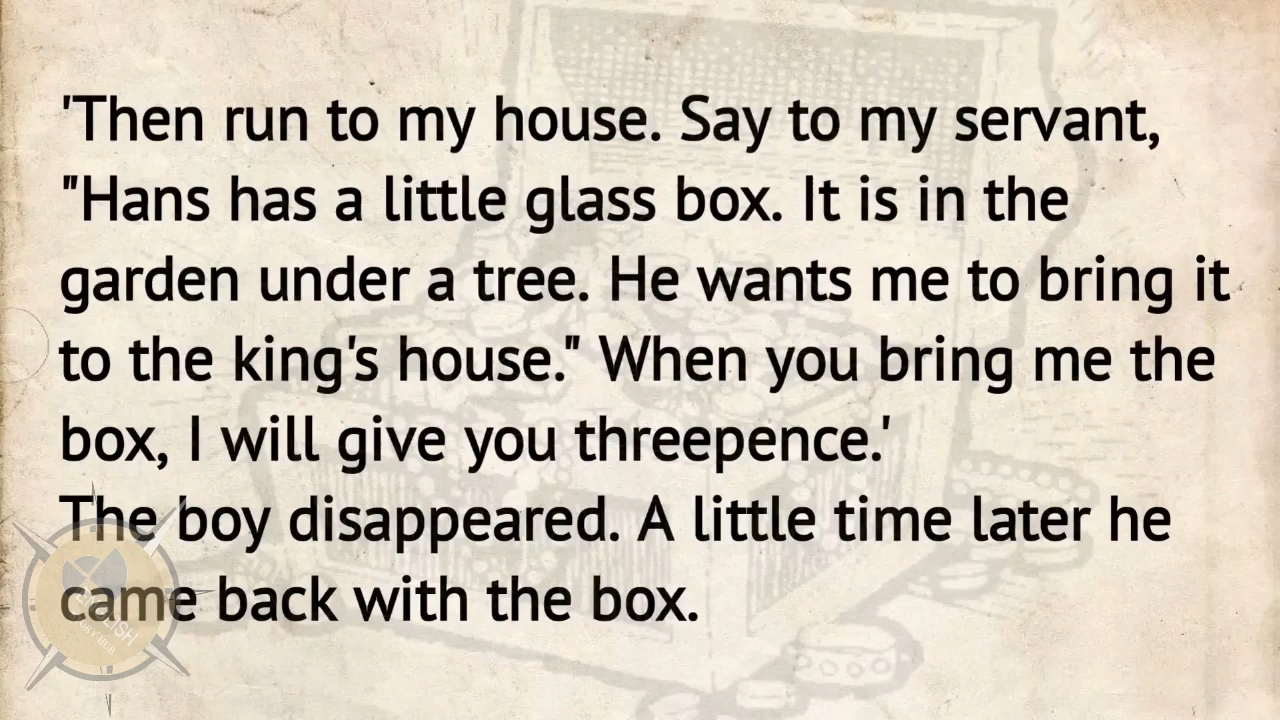 'Then run to my house. Say to my servant,
"Hans has a little glass box. It is in the
garden under a tree. He wants me to bring it
to the king's house." When you bring me the
box, I will give you threepence.'
The boy disappeared. A little time later he
came back with the box.